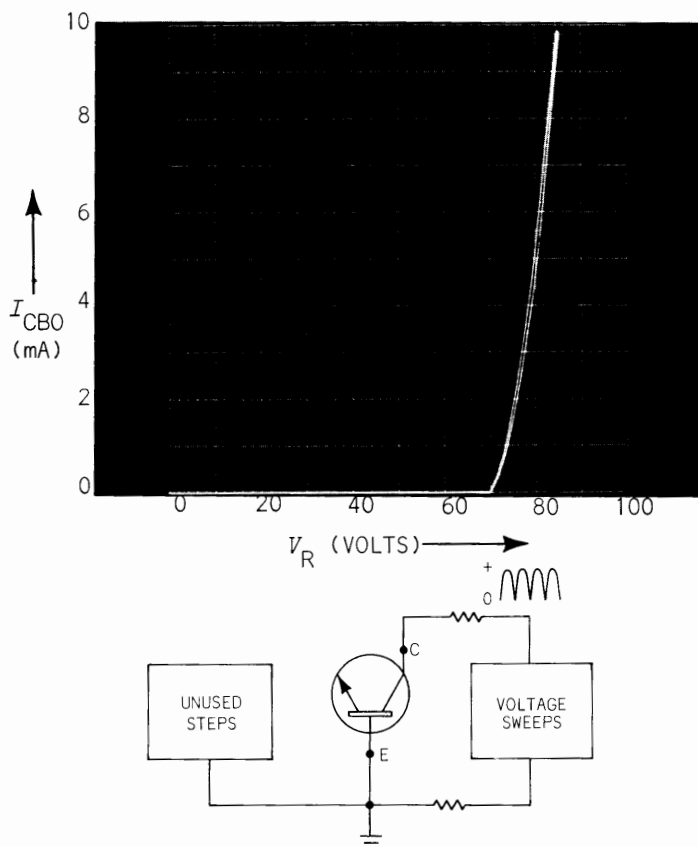 10
8
6
4
2
0
I CBO
(mA)
0 20 40 60 80 100
V R (VOLTS)
+
0
C
UNUSED
STEPS
VOLTAGE
SWEEPS
E